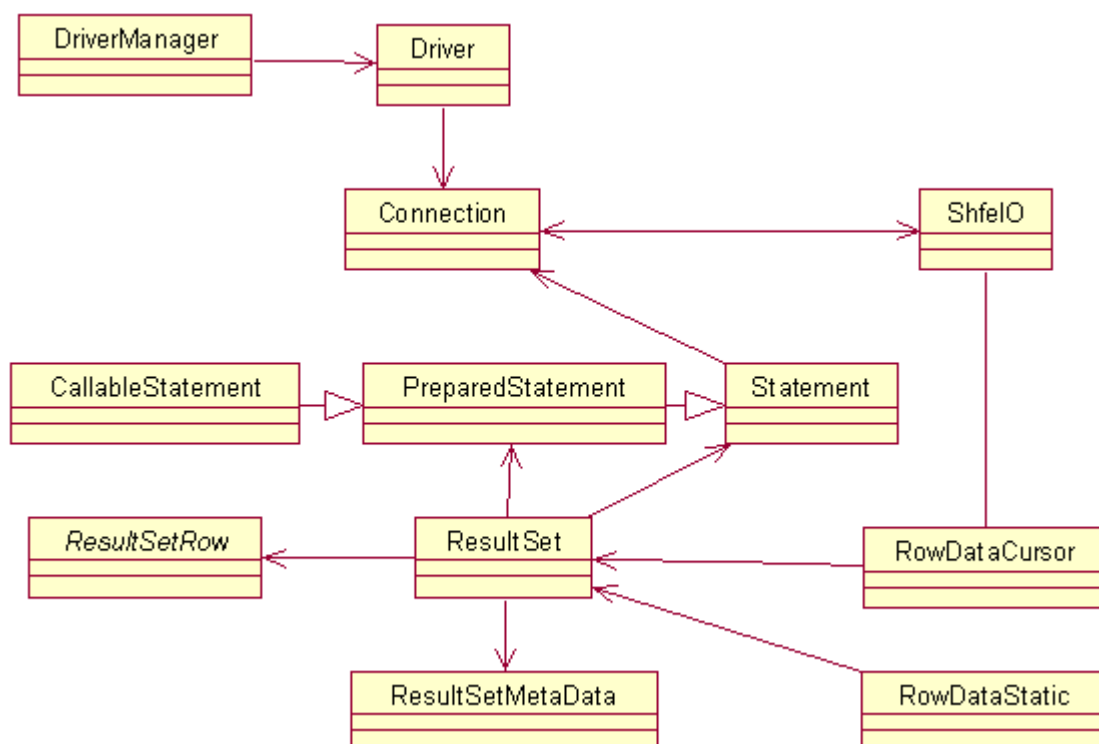 DriverManager
Driver
Connection
ShfeIO
CallableStatement
PreparedStatement
Statement
ResultSetRow
ResultSet
RowDataCursor
ResultSetMetaData
RowDataStatic